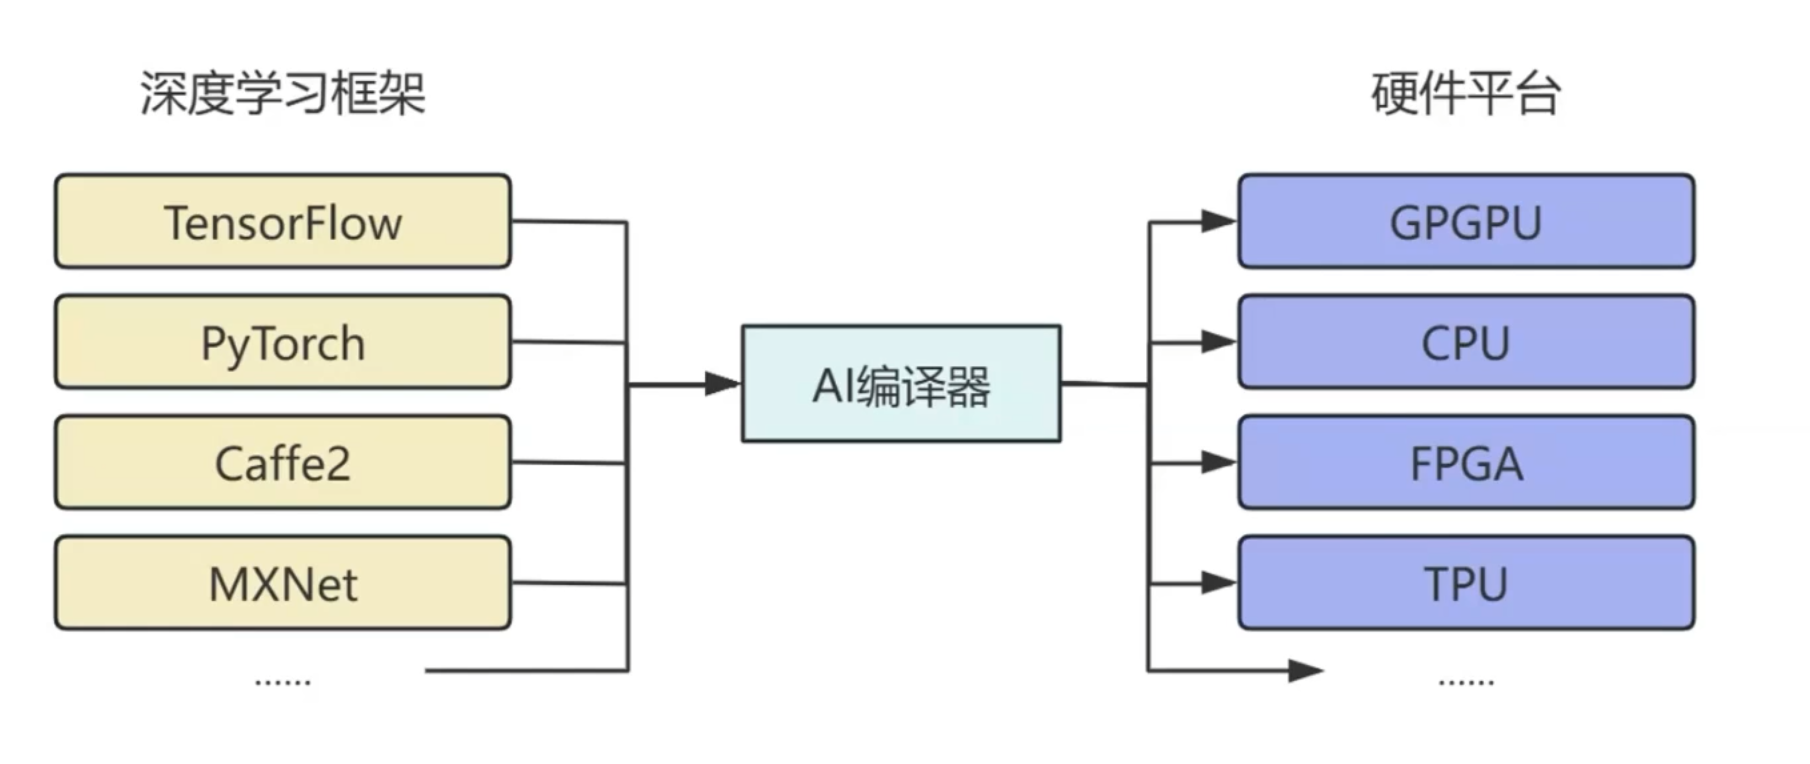 深度学习框架
硬件平台
TensorFlow
PyTorch
Caffe2
MXNet
......
AI编译器
GPGPU
CPU
FPGA
TPU
......